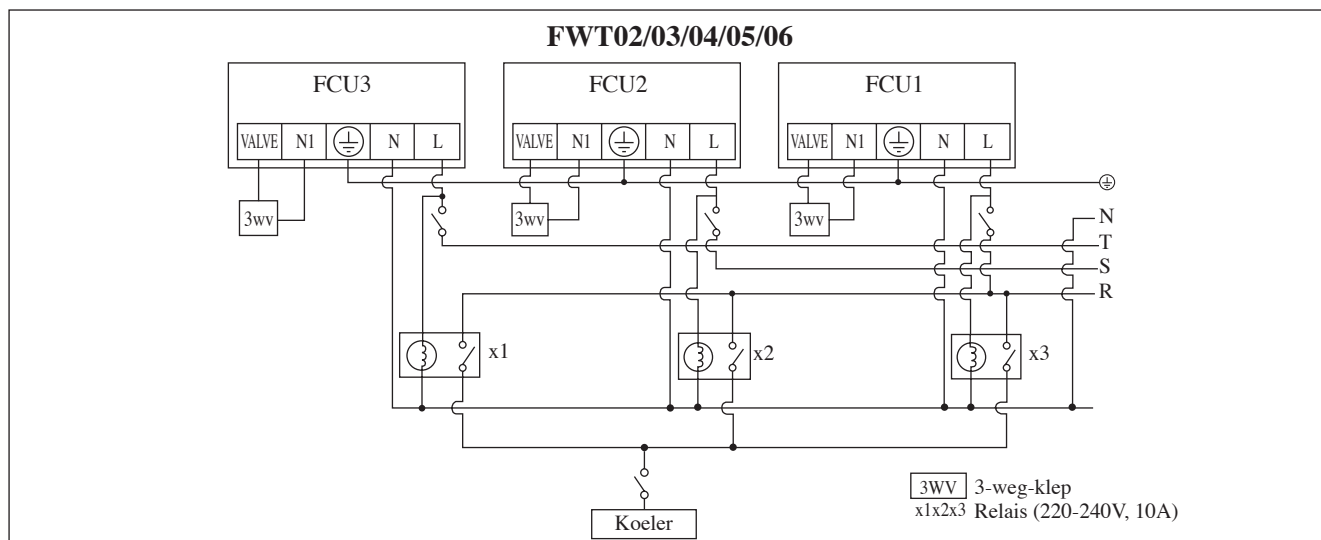 FWT02/03/04/05/06
FCU3 FCU2 FCU1
VALVE N1 N L VALVE N1 N L VALVE N1 N L
3wv 3wv 3wv
N
T
S
R
x1 x2 x3
3WV 3-weg-klep
x1x2x3 Relais (220-240V, 10A)
Koeler